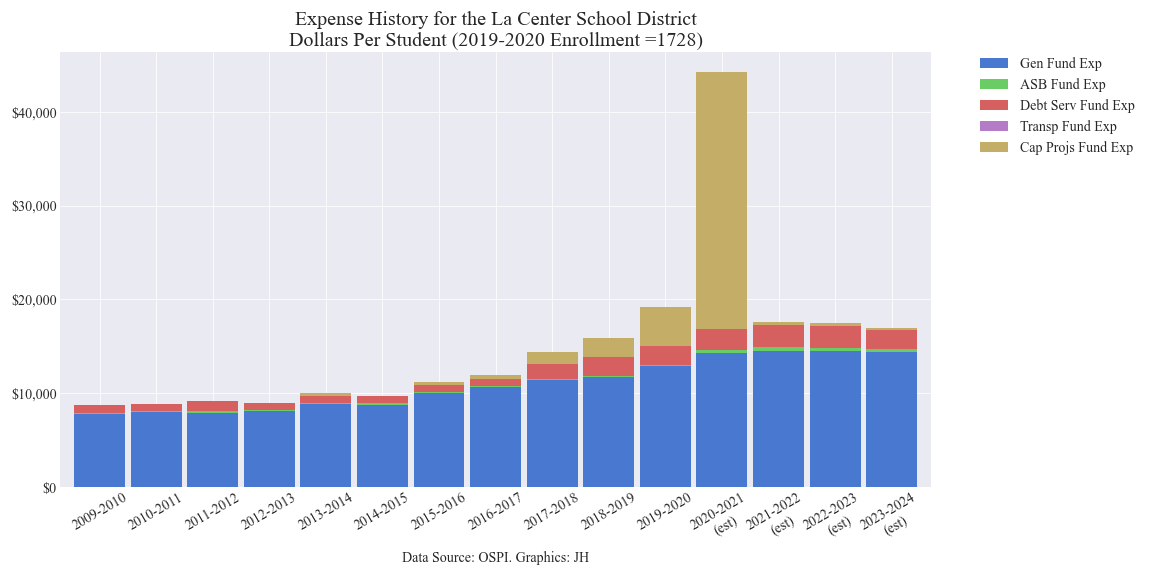 Expense History for the La Center School District
Dollars Per Student (2019-2020 Enrollment =1728)
$40,000
$30,000
$20,000
$10,000
$0
2009-2010
2010-2011
2011-2012
2012-2013
2013-2014
2014-2015
2015-2016
2016-2017
2017-2018
2018-2019
2019-2020
2020-2021
(est)
2021-2022
(est)
2022-2023
(est)
2023-2024
(est)
Gen Fund Exp
ASB Fund Exp
Debt Serv Fund Exp
Transp Fund Exp
Cap Projs Fund Exp
Data Source: OSPI. Graphics: JH